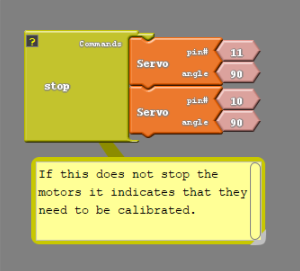 ?
Commands
stop
Servo
pin# 11
angle 90
Servo
pin# 10
angle 90
If this does not stop the
motors it indicates that they
need to be calibrated.